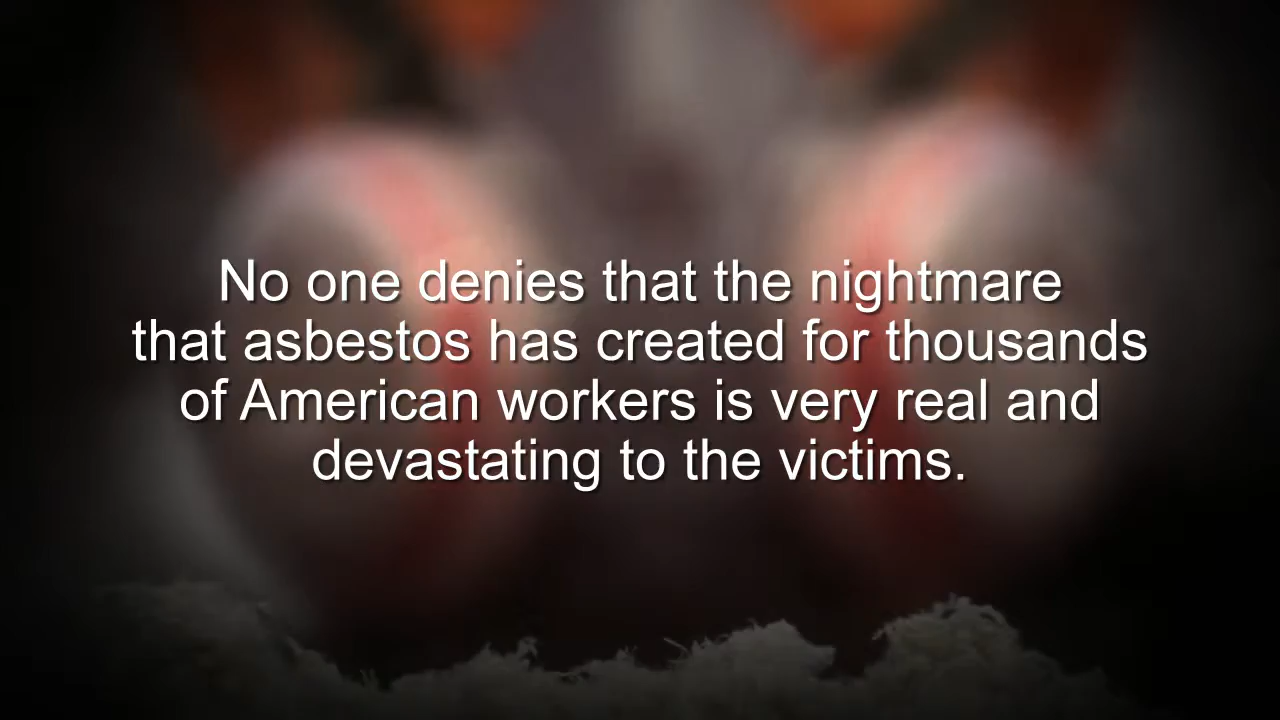 No one denies that the nightmare
that asbestos has created for thousands
of American workers is very real and
devastating to the victims.